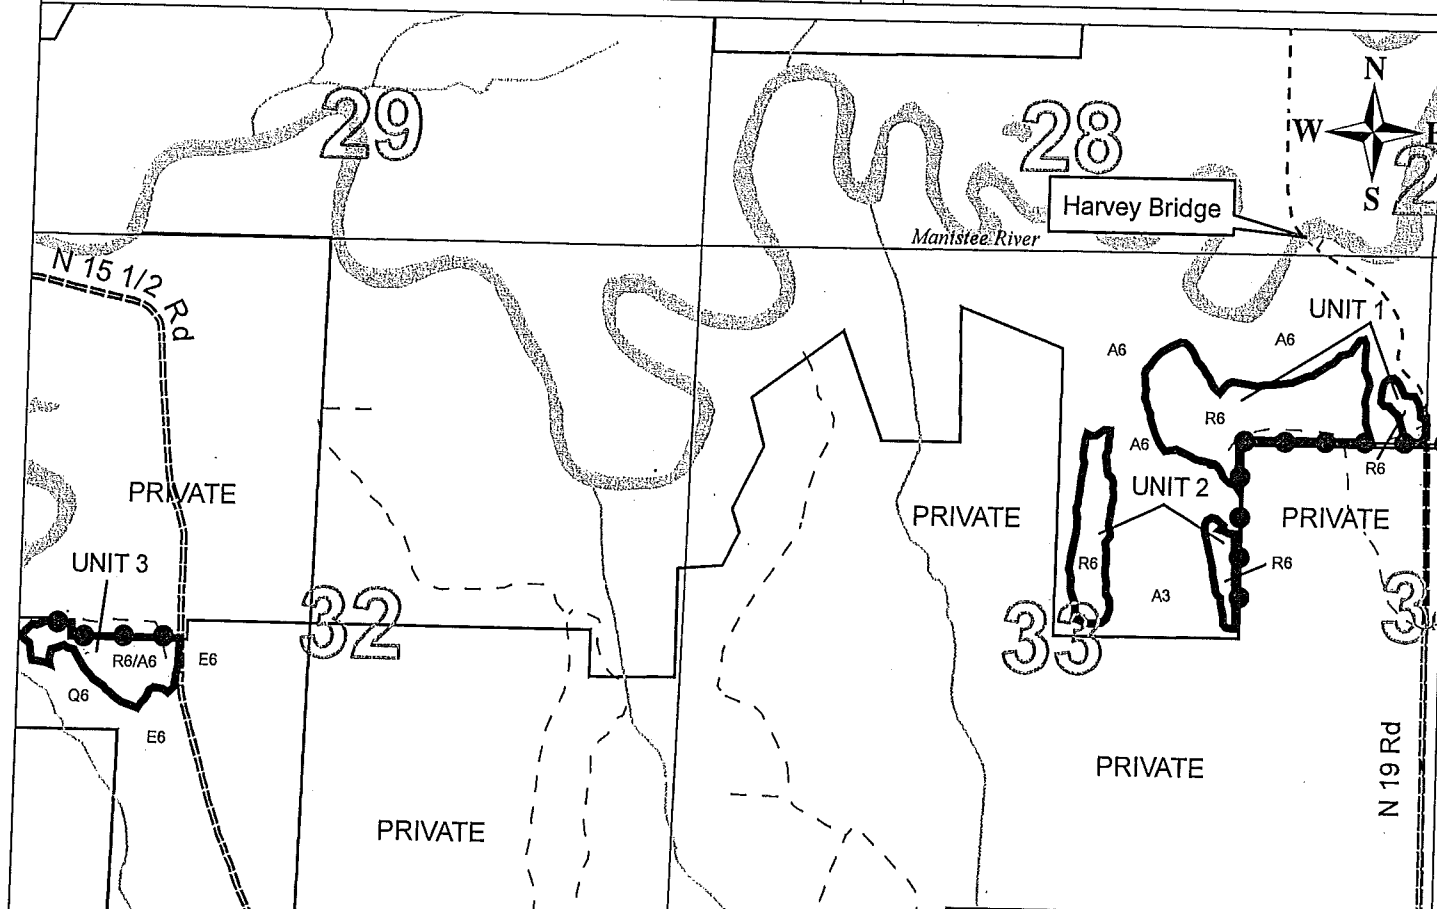 N
29
28
W
S
Harvey Bridge
Manistee River
N 15 1/2 Rd
UNIT 1
A6
A6
R6
A6
R6
PRIVATE
UNIT 2
PRIVATE
PRIVATE
UNIT 3
R6
R6
A3
32
33
R6/A6
E6
Q6
E6
PRIVATE
N 19 Rd
PRIVATE